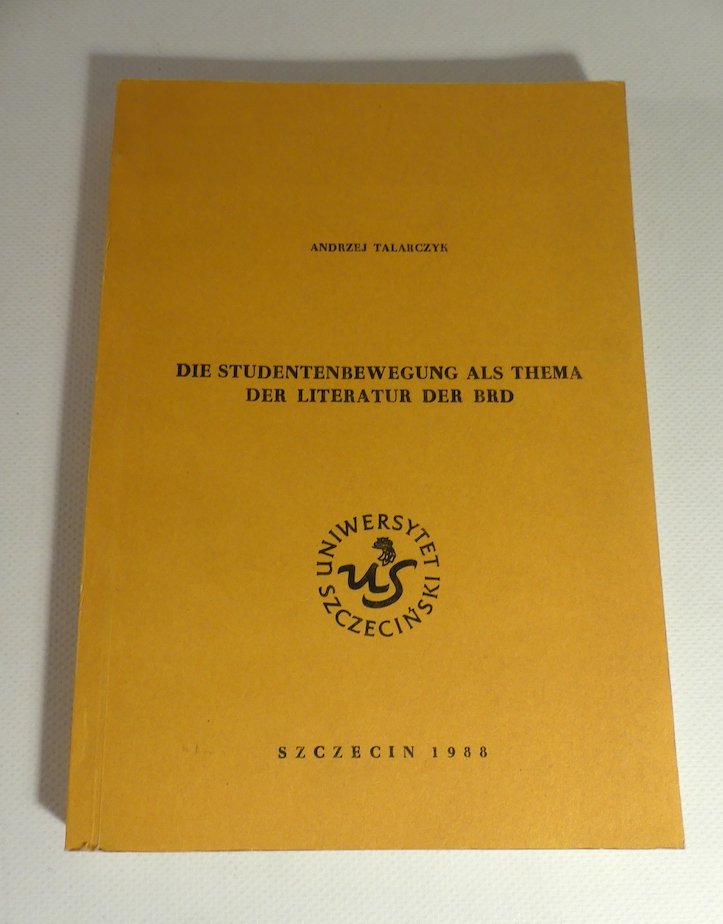 ANDRZEJ TALARCZYK
DIE STUDENTENBEWEGUNG ALS THEMA
DER LITERATUR DER BRD
UNIWERSYTET
US
SZCZECIŃSKI
SZCZECIN 1988